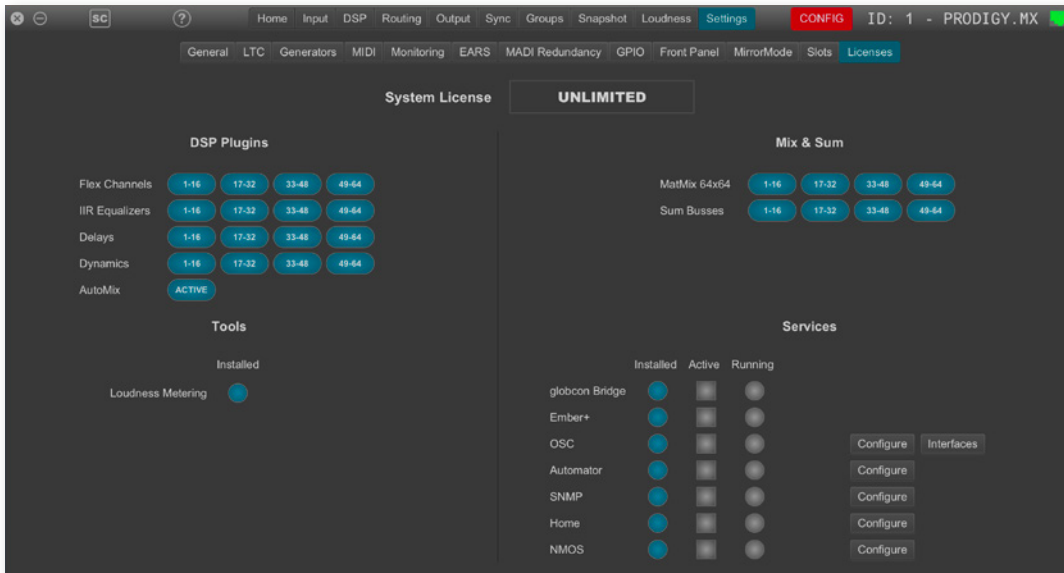 SC ? Home Input DSP Routing Output Sync Groups Snapshot Loudness Settings CONFIG ID: 1 - PRODIGY.MX
General LTC Generators MIDI Monitoring EARS MADI Redundancy GPIO Front Panel MirrorMode Slots Licenses
System License UNLIMITED
DSP Plugins
Flex Channels 1-16 17-32 33-48 49-64
IIR Equalizers 1-16 17-32 33-48 49-64
Delays 1-16 17-32 33-48 49-64
Dynamics 1-16 17-32 33-48 49-64
AutoMix ACTIVE
Mix & Sum
MatMix 64x64 1-16 17-32 33-48 49-64
Sum Busses 1-16 17-32 33-48 49-64
Tools
Installed
Loudness Metering
Services
Installed Active Running
globcon Bridge
Ember+
OSC Configure Interfaces
Automator Configure
SNMP Configure
Home Configure
NMOS Configure